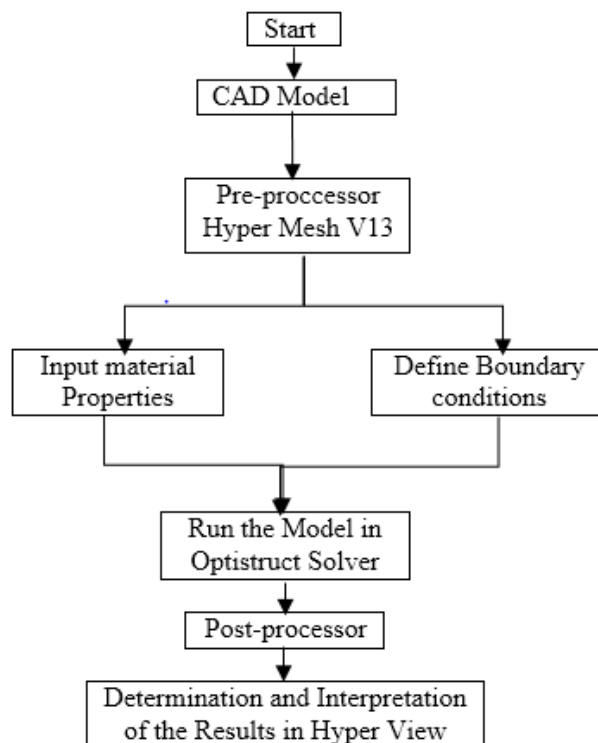 Start
CAD Model
Pre-proccessor
Hyper Mesh V13
Input material
Properties
Define Boundary
conditions
Run the Model in
Optistruct Solver
Post-processor
Determination and Interpretation
of the Results in Hyper View